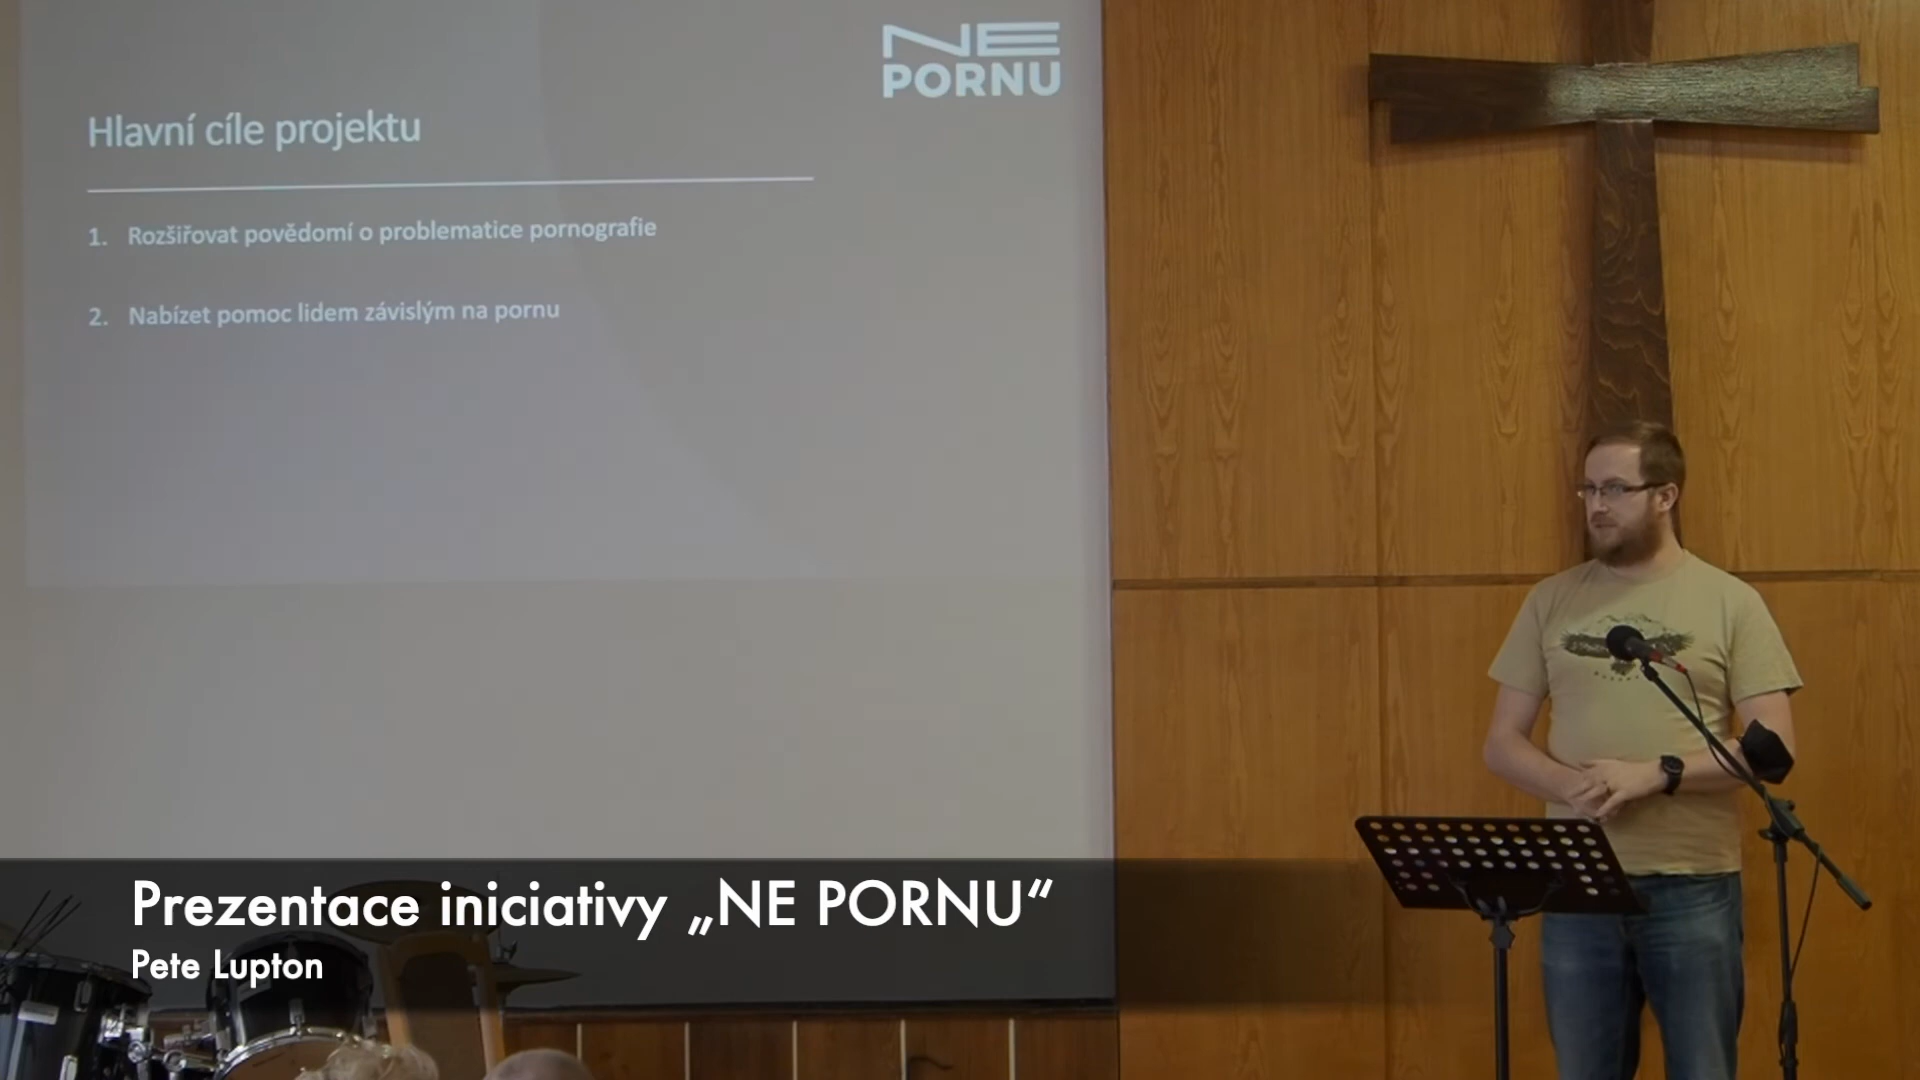 NE
PORNU
Hlavní cíle projektu
1. Rozšiřovat povědomí o problematice pornografie
2. Nabízet pomoc lidem závislým na pornu
Prezentace iniciativy „NE PORNU“
Pete Lupton